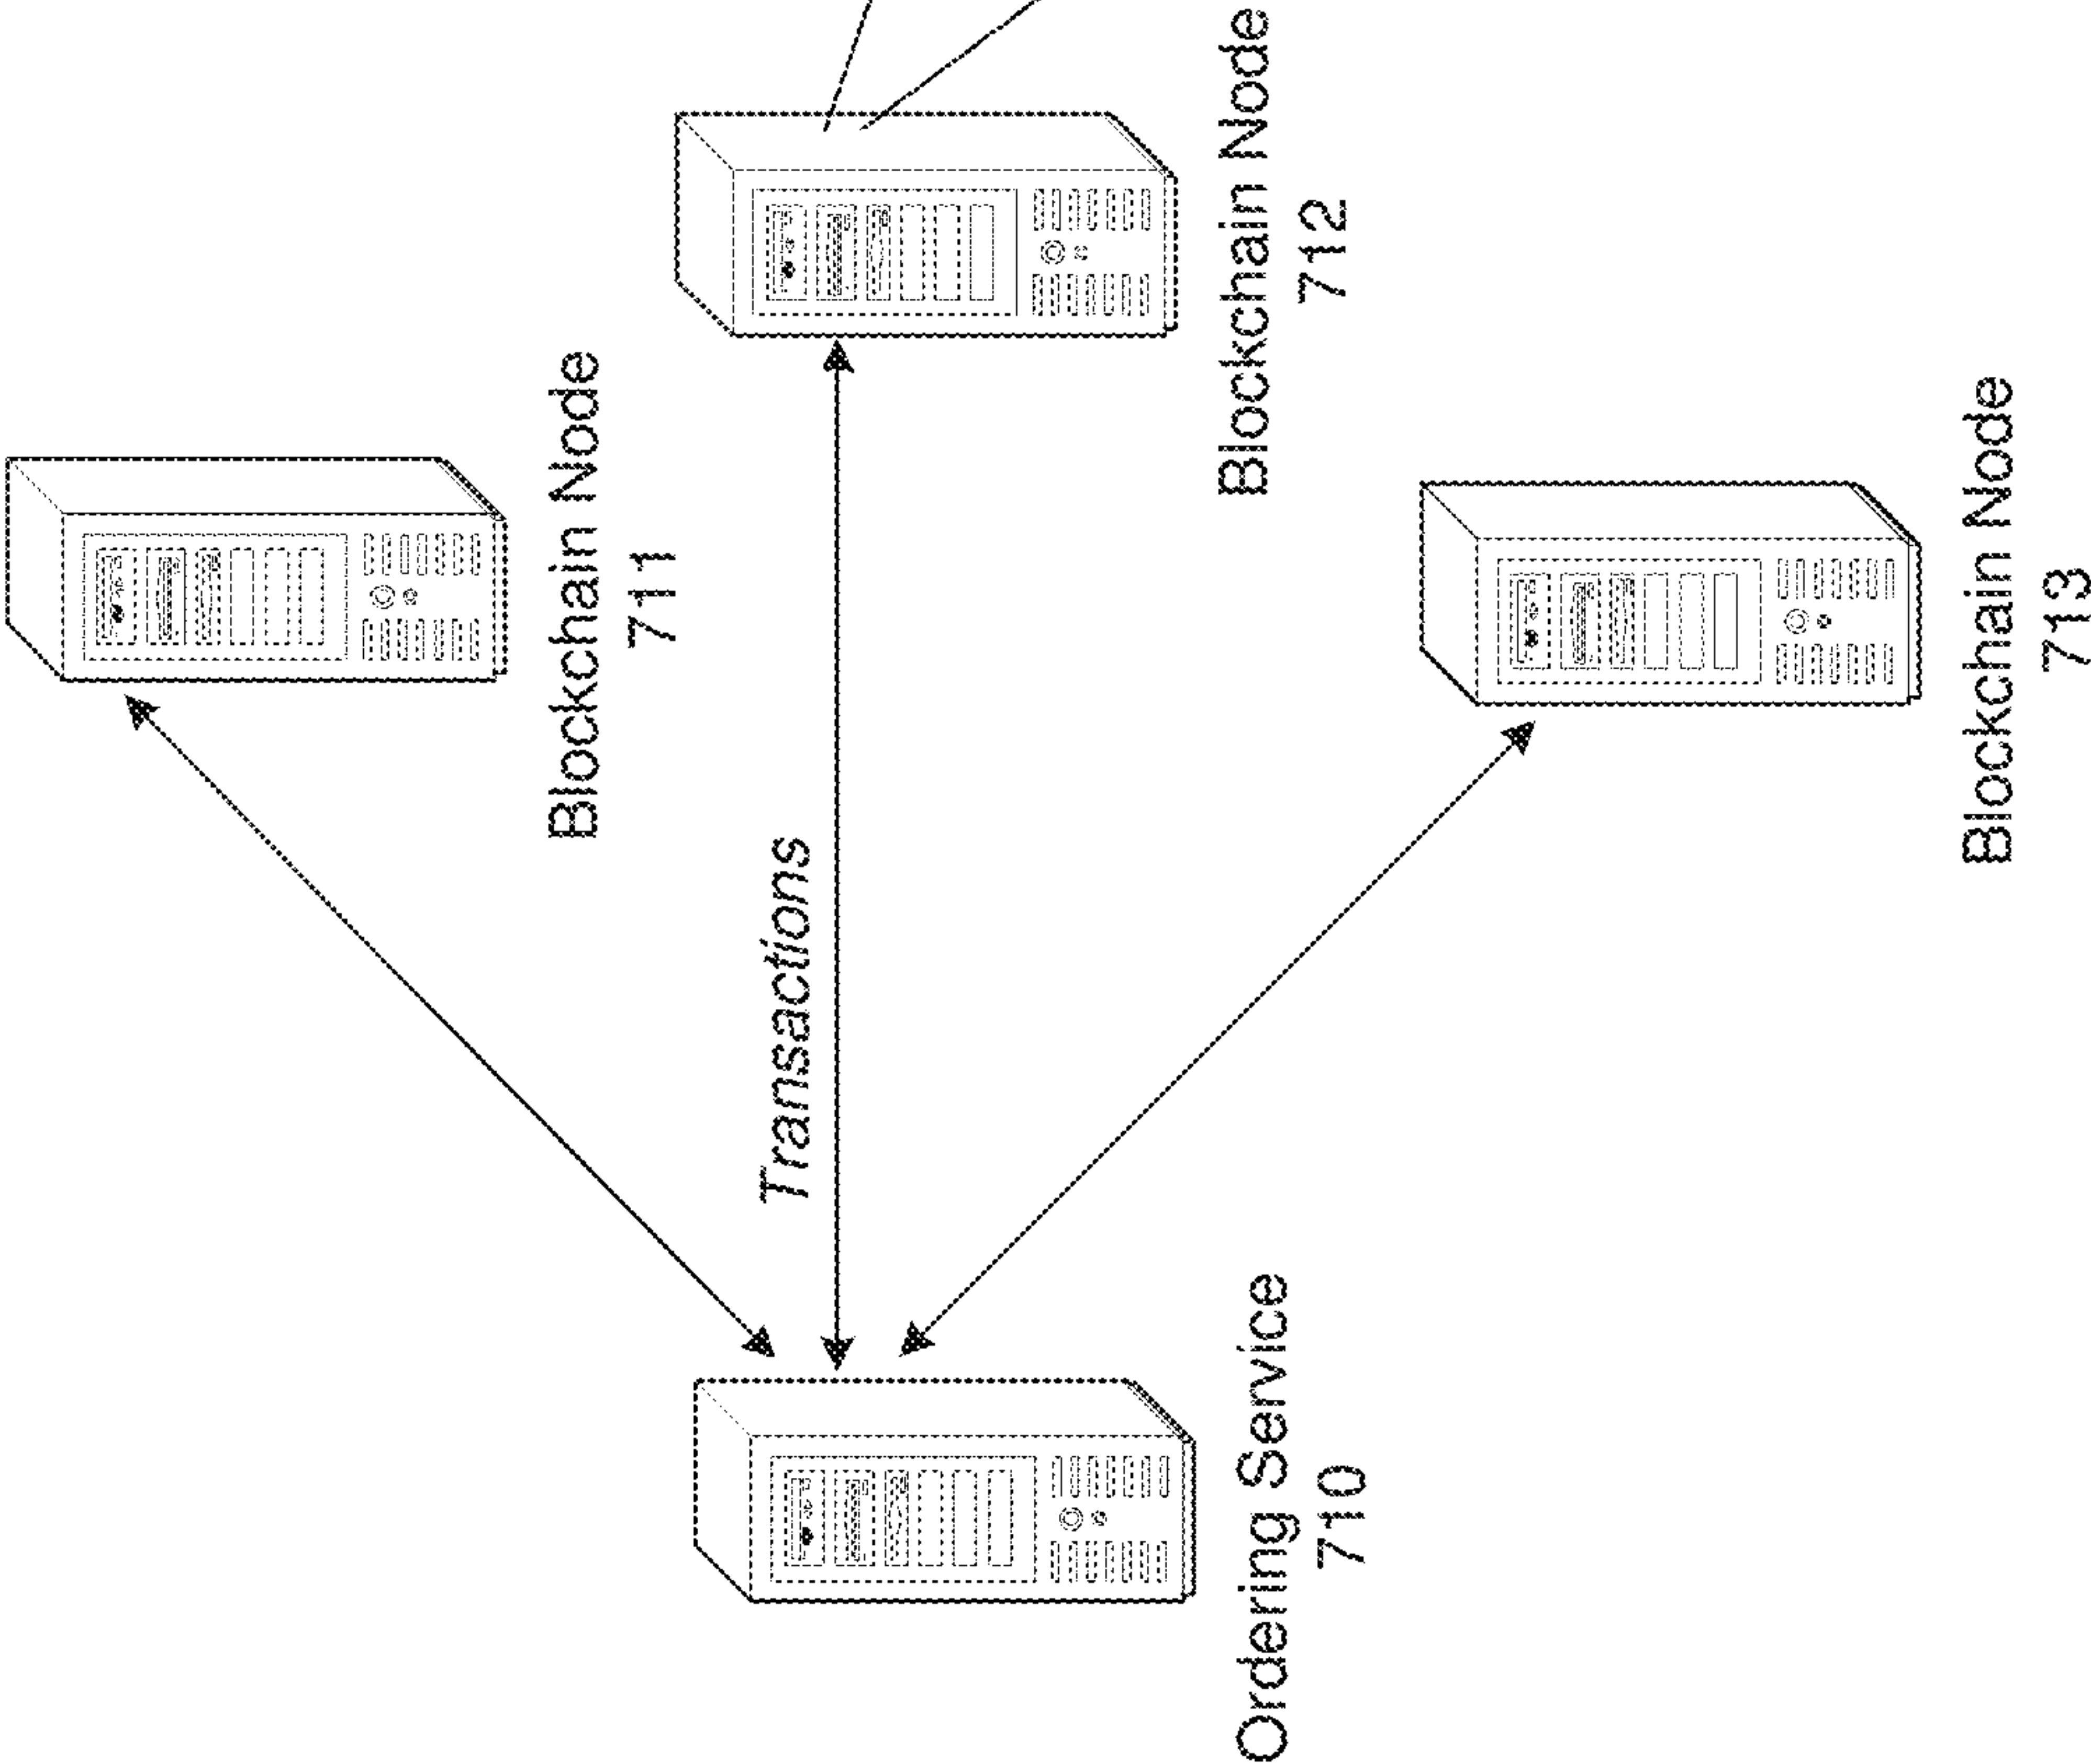 Blockchain Node
711
Transactions
Blockchain Node
712
Ordering Service
710
Blockchain Node
713